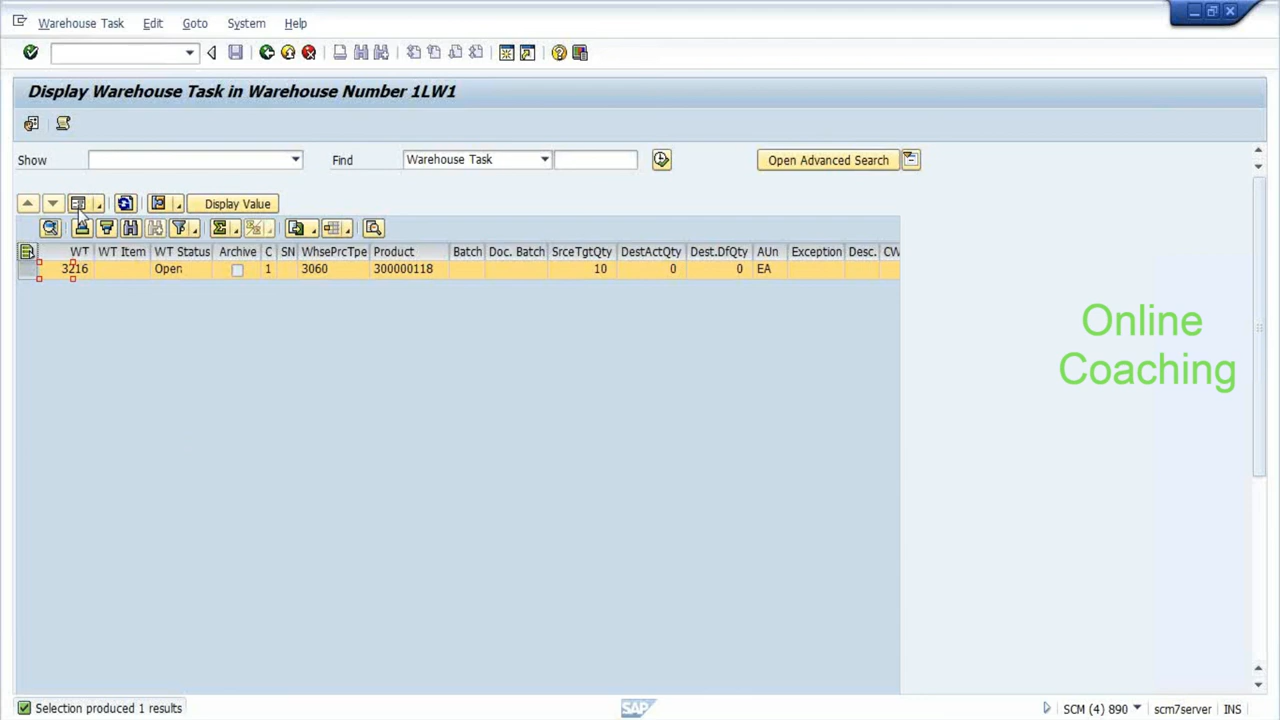 Warehouse Task Edit Goto System Help
Display Warehouse Task in Warehouse Number 1LW1
Show Find Warehouse Task Open Advanced Search
Display Value
WT WT Item WT Status Archive C SN WhsePrcTpe Product Batch Doc. Batch SrceTgtQty DestActQty Dest.DfQty AUn Exception Desc. CW
3216 Open 1 3060 300000118 10 0 0 EA
Online
Coaching
Selection produced 1 results SAP SCM (4) 890 scm7server INS